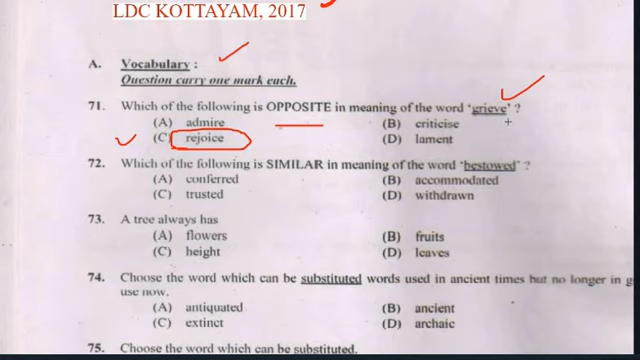 LDC KOTTAYAM, 2017
A. Vocabulary :
Question carry one mark each.
71. Which of the following is OPPOSITE in meaning of the word ‘grieve’ ?
(A) admire (B) criticise
(C) rejoice (D) lament
72. Which of the following is SIMILAR in meaning of the word ‘bestowed’ ?
(A) conferred (B) accommodated
(C) trusted (D) withdrawn
73. A tree always has
(A) flowers (B) fruits
(C) height (D) leaves
74. Choose the word which can be substituted words used in ancient times but no longer in g
use now.
(A) antiquated (B) ancient
(C) extinct (D) archaic
75. Choose the word which can be substituted.